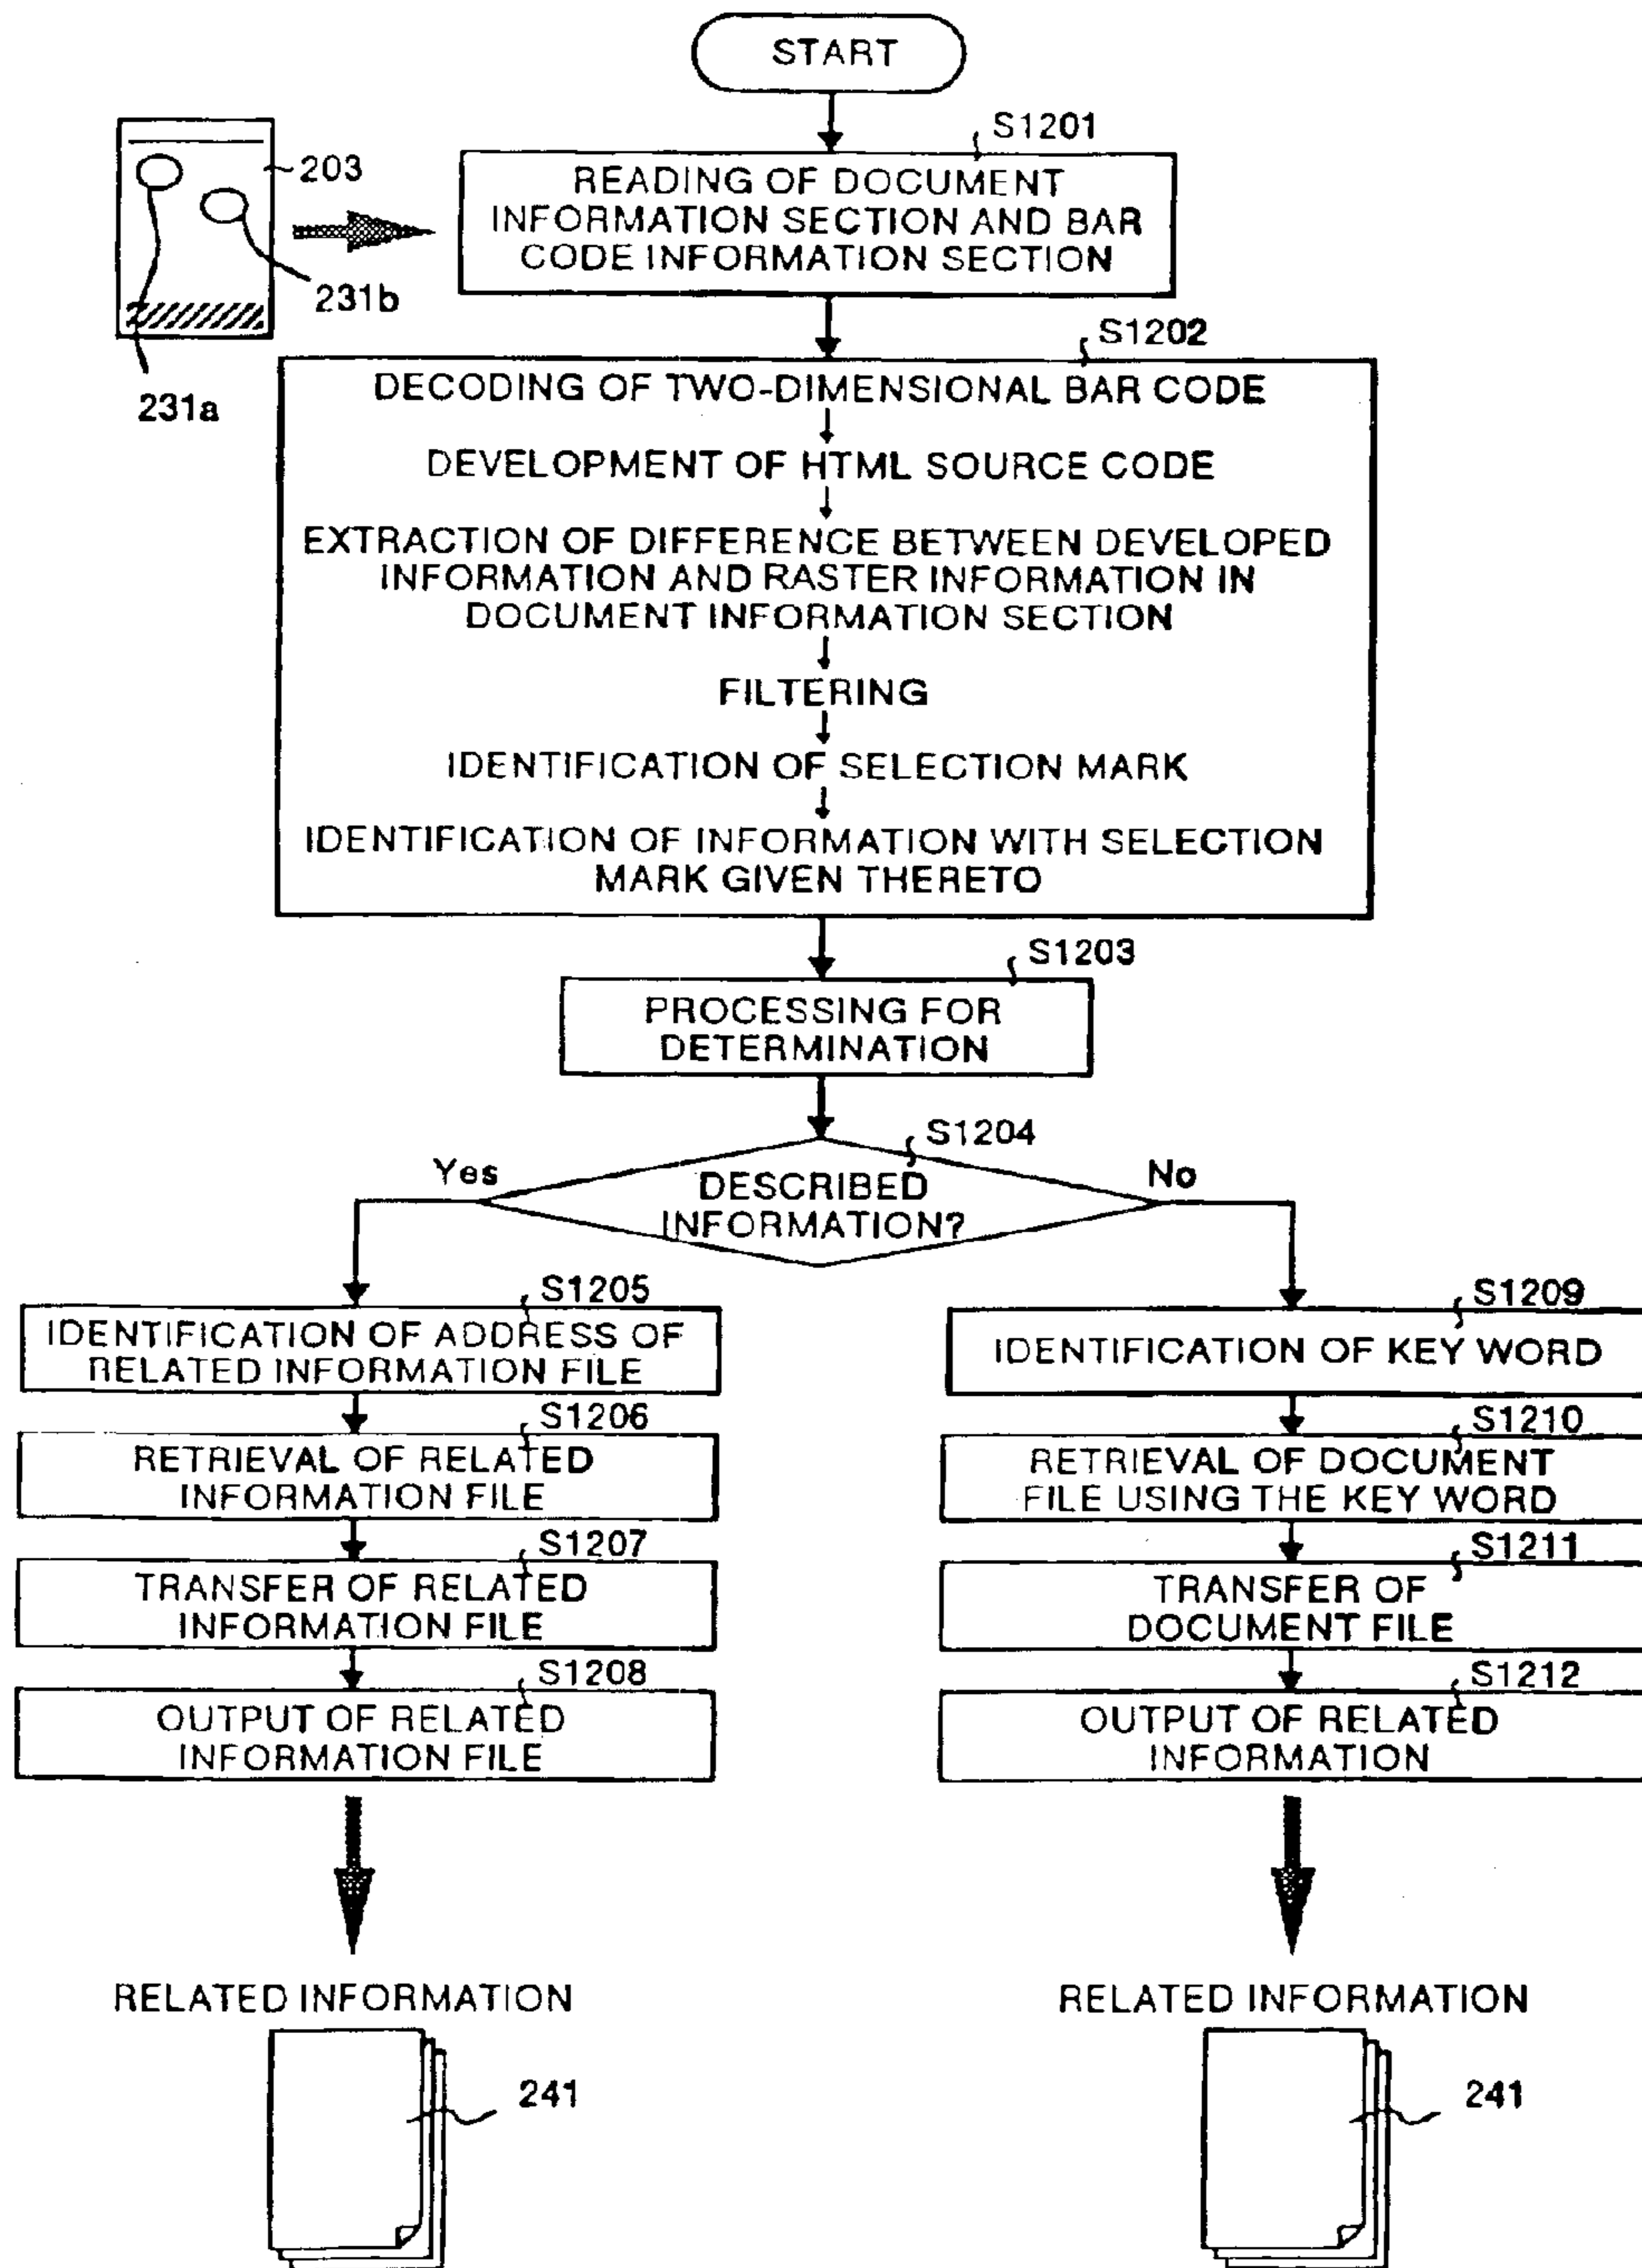 START
S1201
203
READING OF DOCUMENT
INFORMATION SECTION AND BAR
CODE INFORMATION SECTION
231b
231a
S1202
DECODING OF TWO-DIMENSIONAL BAR CODE
DEVELOPMENT OF HTML SOURCE CODE
EXTRACTION OF DIFFERENCE BETWEEN DEVELOPED
INFORMATION AND RASTER INFORMATION IN
DOCUMENT INFORMATION SECTION
FILTERING
IDENTIFICATION OF SELECTION MARK
IDENTIFICATION OF INFORMATION WITH SELECTION
MARK GIVEN THERETO
S1203
PROCESSING FOR
DETERMINATION
S1204
Yes
No
DESCRIBED
INFORMATION?
S1205
IDENTIFICATION OF ADDRESS OF
RELATED INFORMATION FILE
S1206
RETRIEVAL OF RELATED
INFORMATION FILE
S1207
TRANSFER OF RELATED
INFORMATION FILE
S1208
OUTPUT OF RELATED
INFORMATION FILE
RELATED INFORMATION
241
S1209
IDENTIFICATION OF KEY WORD
S1210
RETRIEVAL OF DOCUMENT
FILE USING THE KEY WORD
S1211
TRANSFER OF
DOCUMENT FILE
S1212
OUTPUT OF RELATED
INFORMATION
RELATED INFORMATION
241